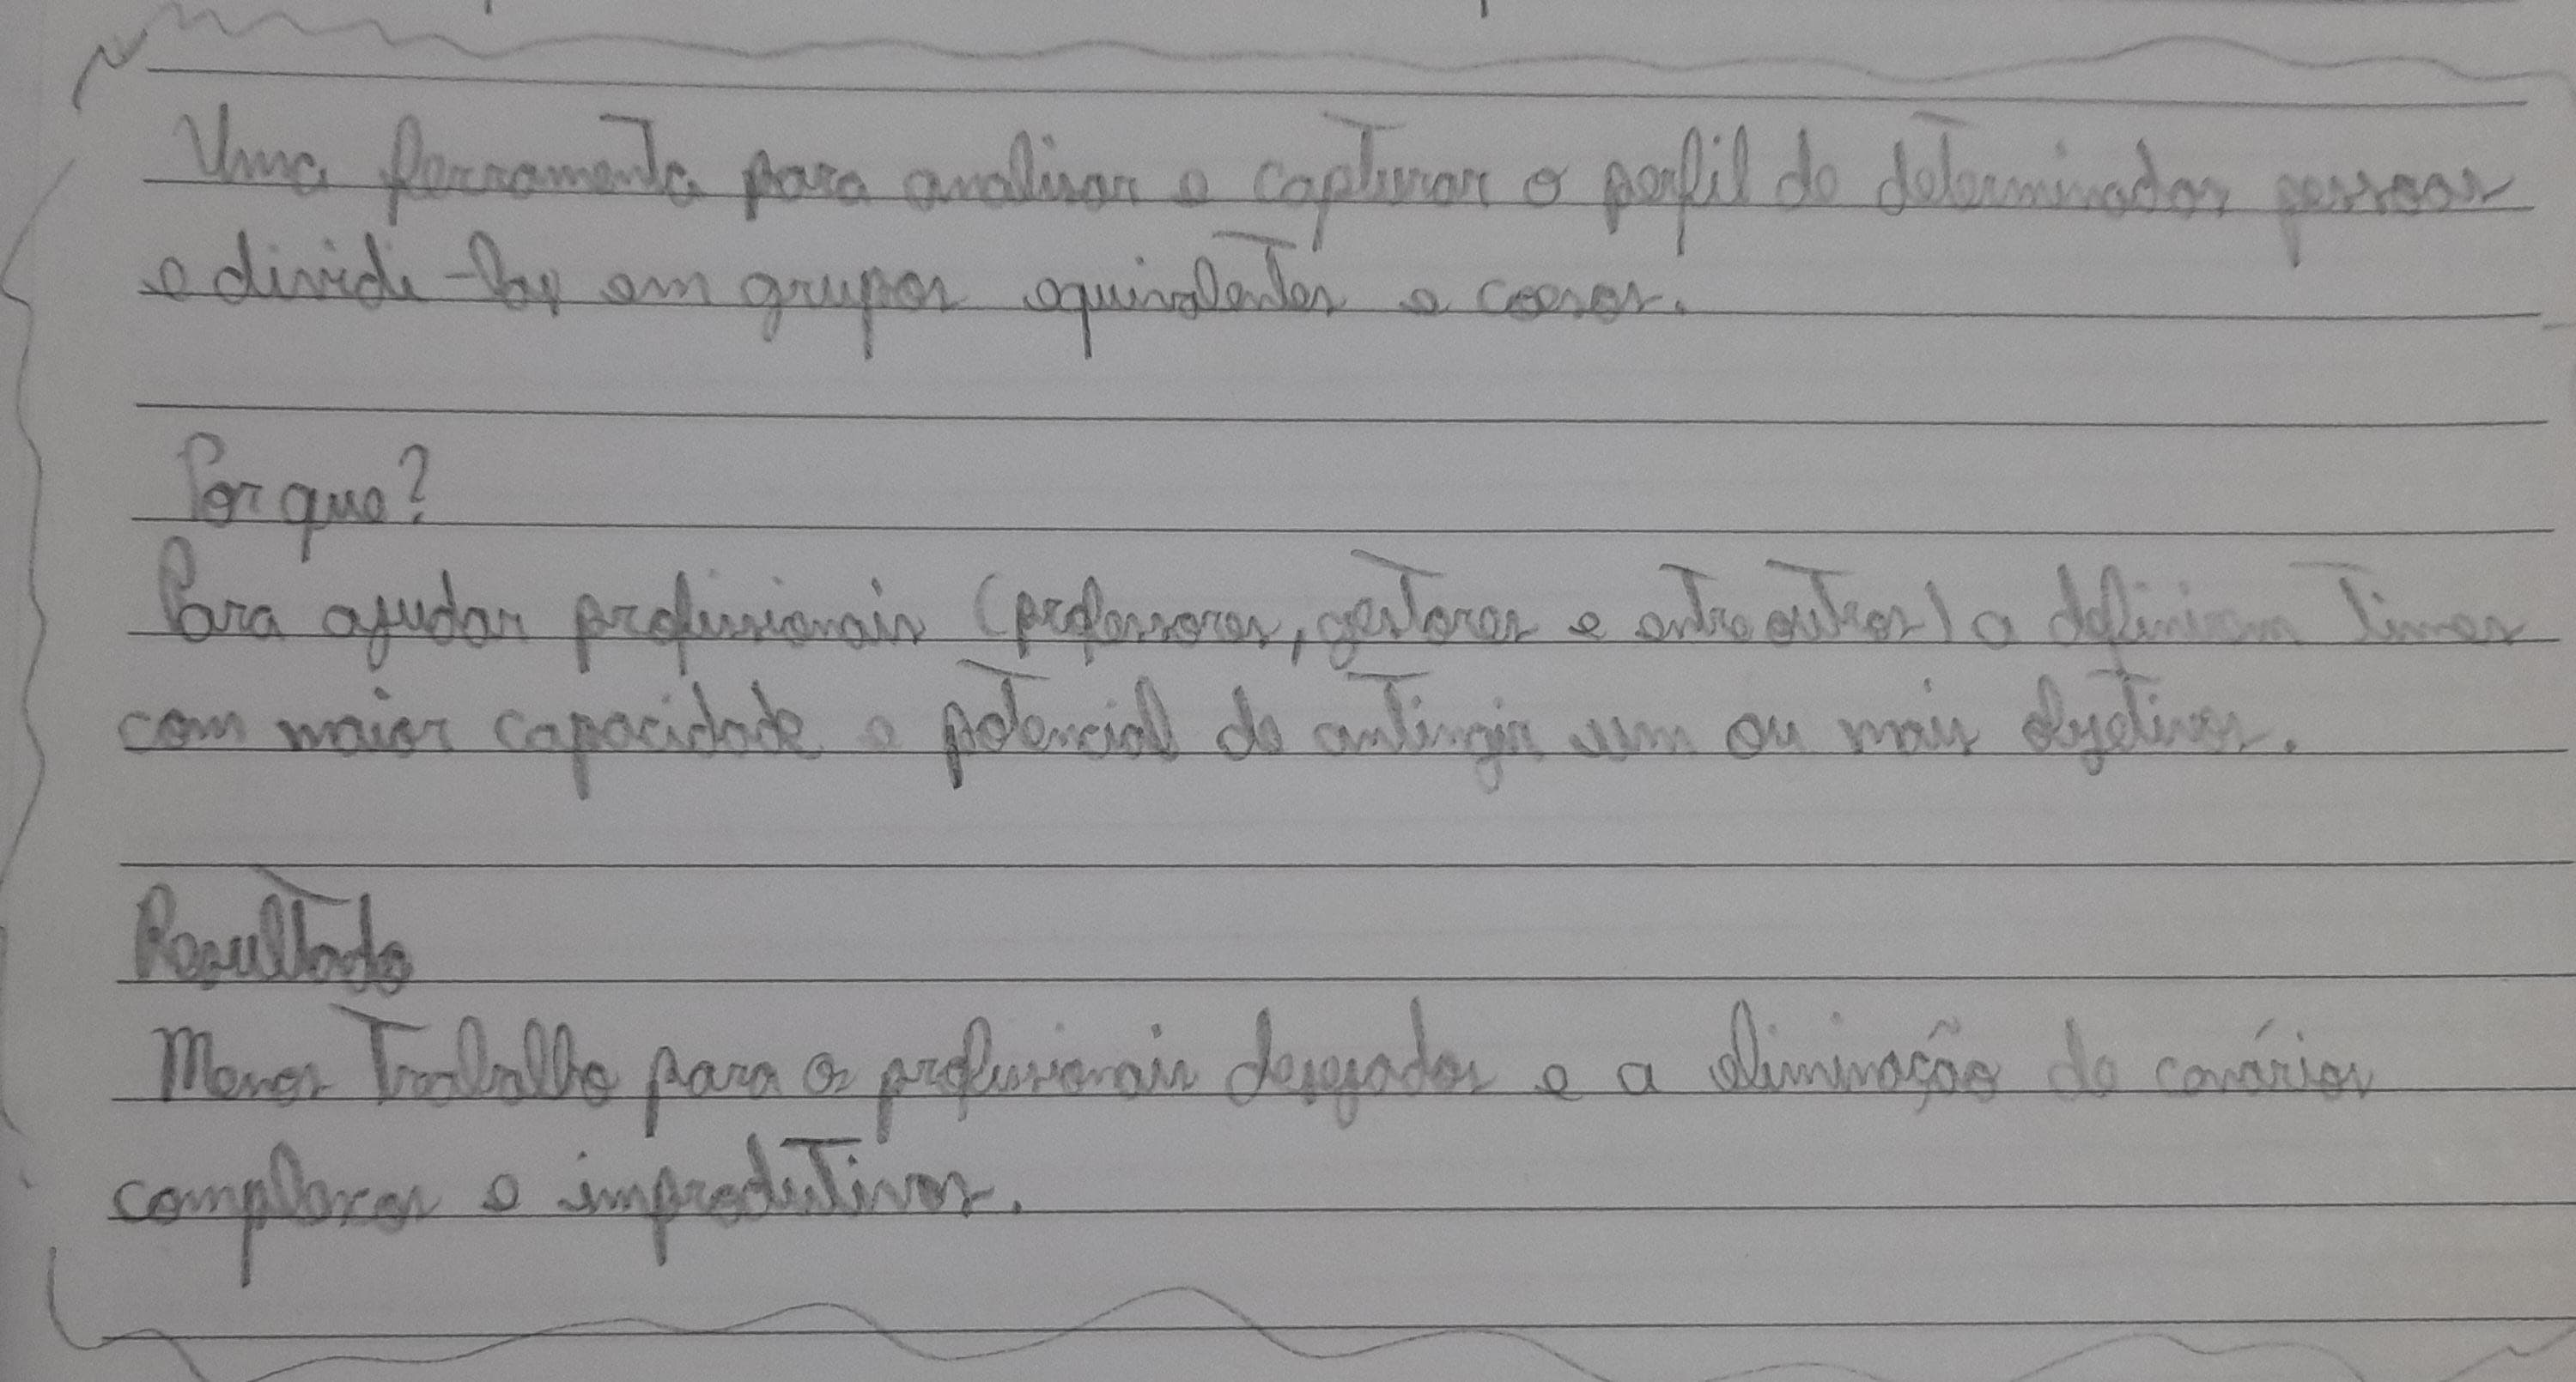 Uma ferramenta para analisar e capturar o perfil de determinadas pessoas
e dividi-las em grupos equivalentes e coesos.
Por que?
Para ajudar profissionais (professores, gestores e entre outros) a definirem times
com maior capacidade e potencial de antingir um ou mais objetivos.
Resultado
Menos Trabalho para os profissionais desejados e a eliminação de cenários
complexos e improdutivos.